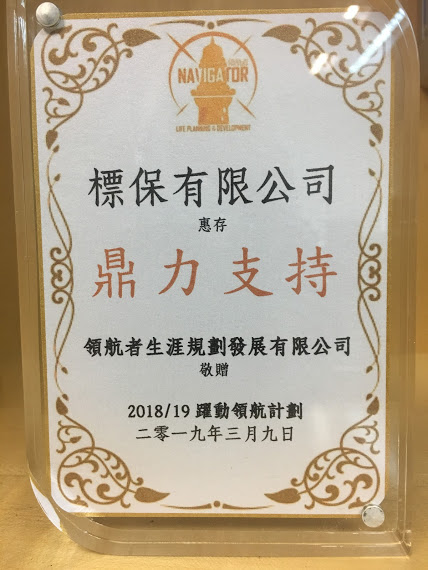 NAVIGATOR
LIFE PLANNING & DEVELOPMENT
標保有限公司
惠存
鼎力支持
領航者生涯規劃發展有限公司
敬贈
2018/19 躍動領航計劃
二零一九年三月九日